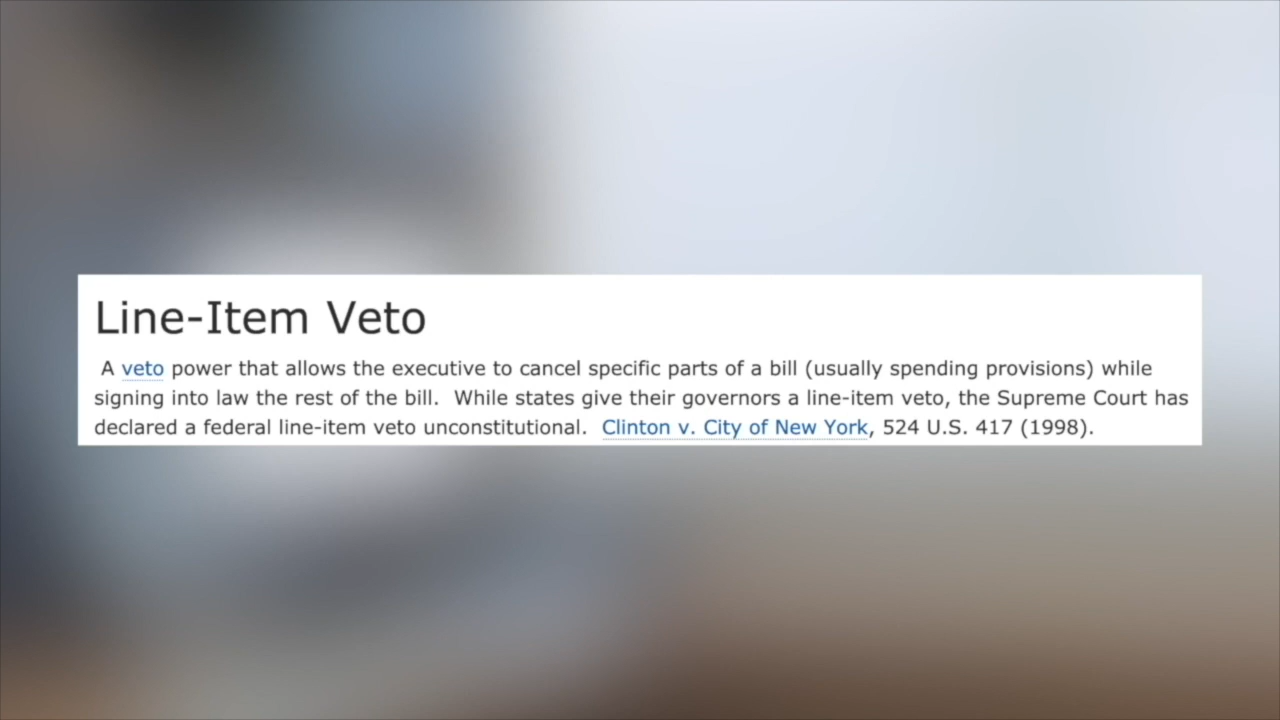 Line-Item Veto
A veto power that allows the executive to cancel specific parts of a bill (usually spending provisions) while
signing into law the rest of the bill.  While states give their governors a line-item veto, the Supreme Court has
declared a federal line-item veto unconstitutional.  Clinton v. City of New York, 524 U.S. 417 (1998).